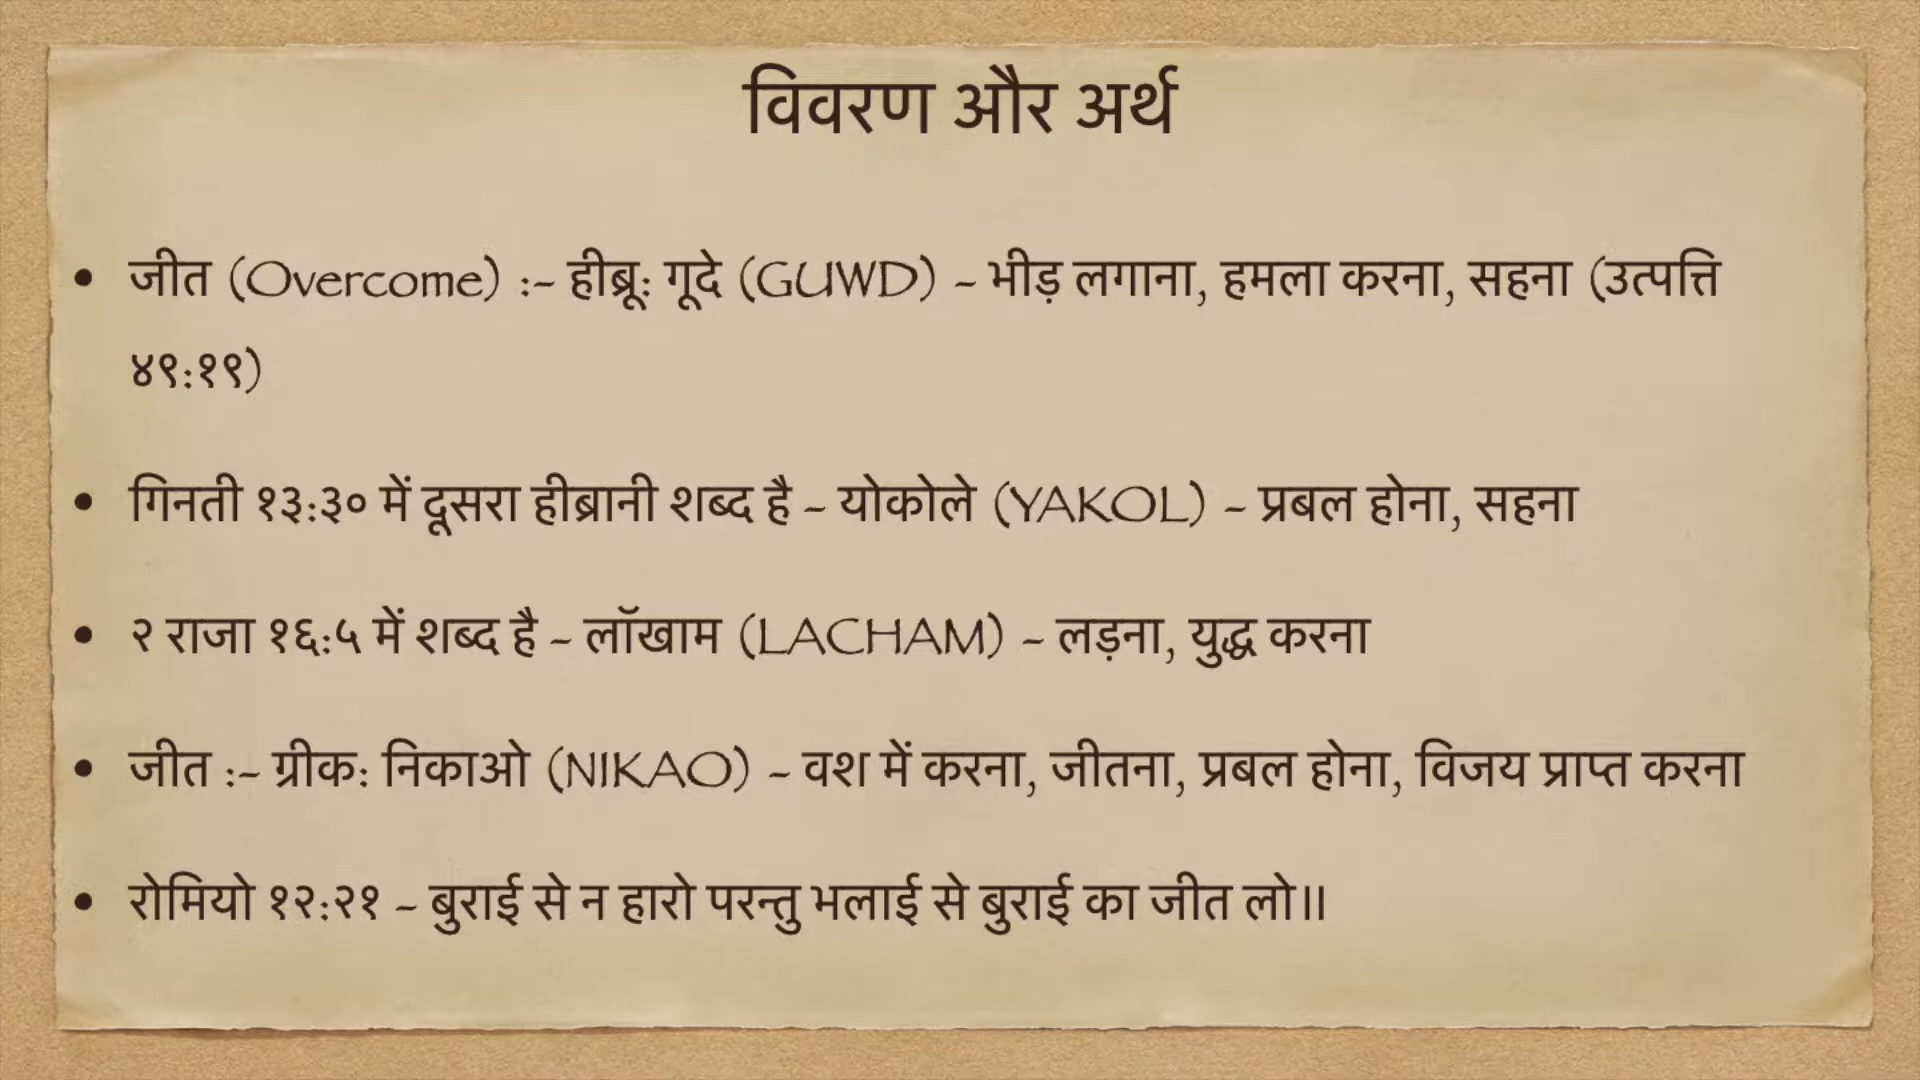 विवरण और अर्थ
• जीत (Overcome) :- हीब्रू: गूदे (GUWD) - भीड़ लगाना, हमला करना, सहना (उत्पत्ति
४९:१९)
• गिनती १३:३० में दूसरा हीब्रानी शब्द है - योकोले (YAKOL) - प्रबल होना, सहना
• २ राजा १६:५ में शब्द है - लॉखाम (LACHAM) - लड़ना, युद्ध करना
• जीत :- ग्रीक: निकाओ (NIKAO) - वश में करना, जीतना, प्रबल होना, विजय प्राप्त करना
• रोमियो १२:२१ - बुराई से न हारो परन्तु भलाई से बुराई का जीत लो॥